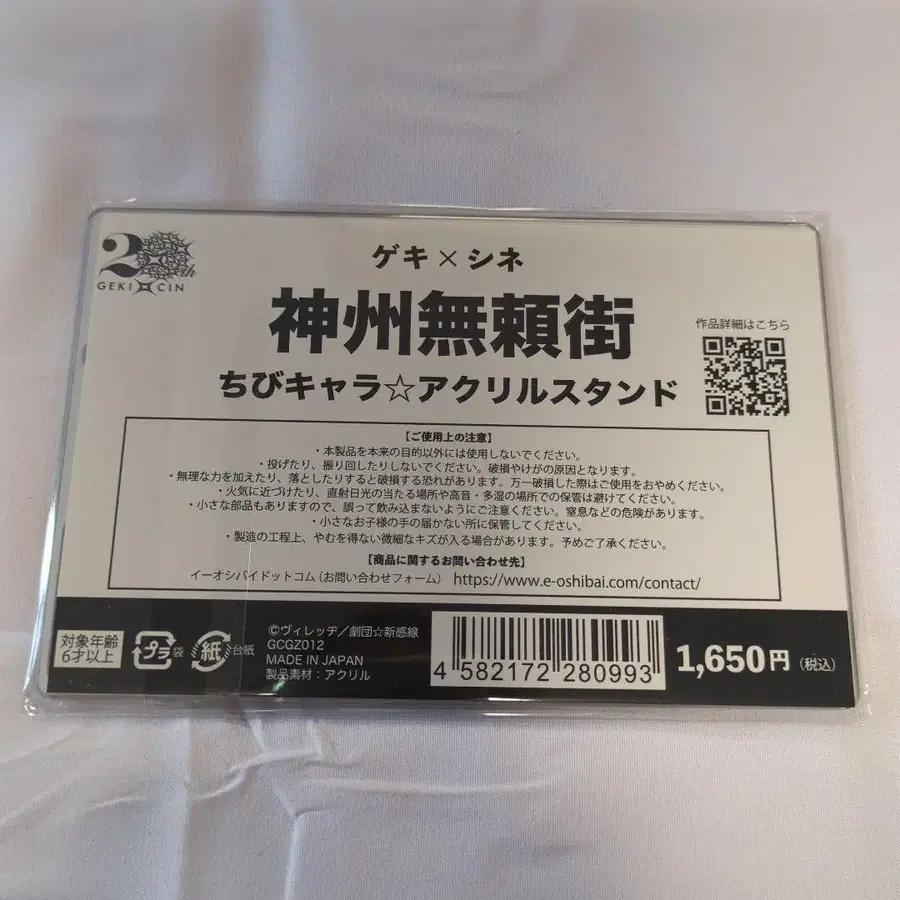 20th
GEKI CIN
ゲキ×シネ
神州無頼街
ちびキャラ☆アクリルスタンド
作品詳細はこちら
【ご使用上の注意】
・本製品を本来の目的以外には使用しないでください。
・投げたり、振り回したりしないでください。破損やけがの原因となります。
・無理な力を加えたり、落としたりすると破損する恐れがあります。万一破損した際はご使用をおやめください。
・火気に近づけたり、直射日光の当たる場所や高音・多湿の場所での保管は避けてください。
・小さな部品もありますので、誤って飲み込まないようにご注意ください。窒息などの危険があります。
・小さなお子様の手の届かない所に保管してください。
・製造の工程上、やむを得ない微細なキズが入る場合があります。予めご了承ください。
【商品に関するお問い合わせ先】
イーオシバイドットコム（お問い合わせフォーム） https://www.e-oshibai.com/contact/
対象年齢
6才以上
プラ 袋
紙 台紙
©ヴィレッヂ／劇団☆新感線
GCGZ012
MADE IN JAPAN
製品素材：アクリル
4 582172 280993
1,650円（税込）